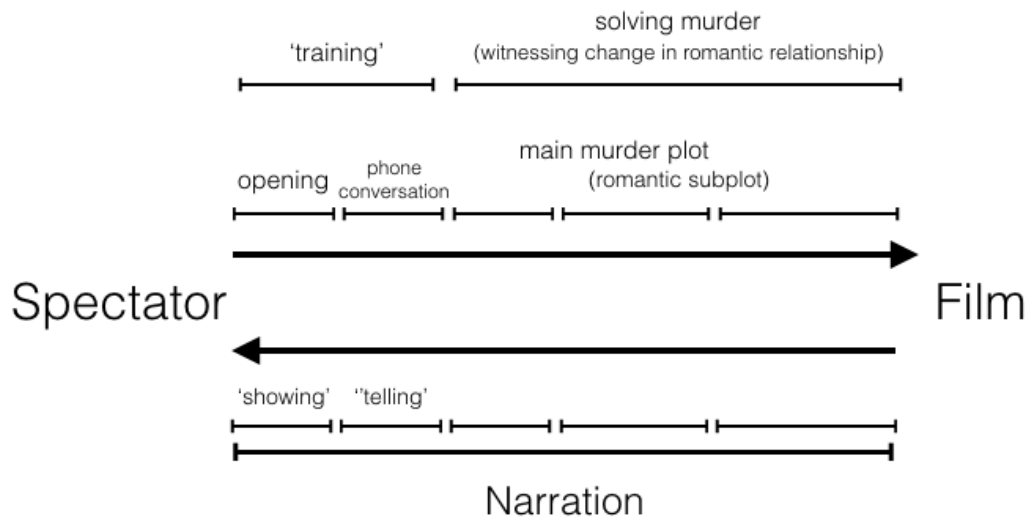 solving murder
‘training’
(witnessing change in romantic relationship)
main murder plot
phone
opening
conversation
(romantic subplot)
Spectator
Film
‘showing’
‘’telling’
Narration